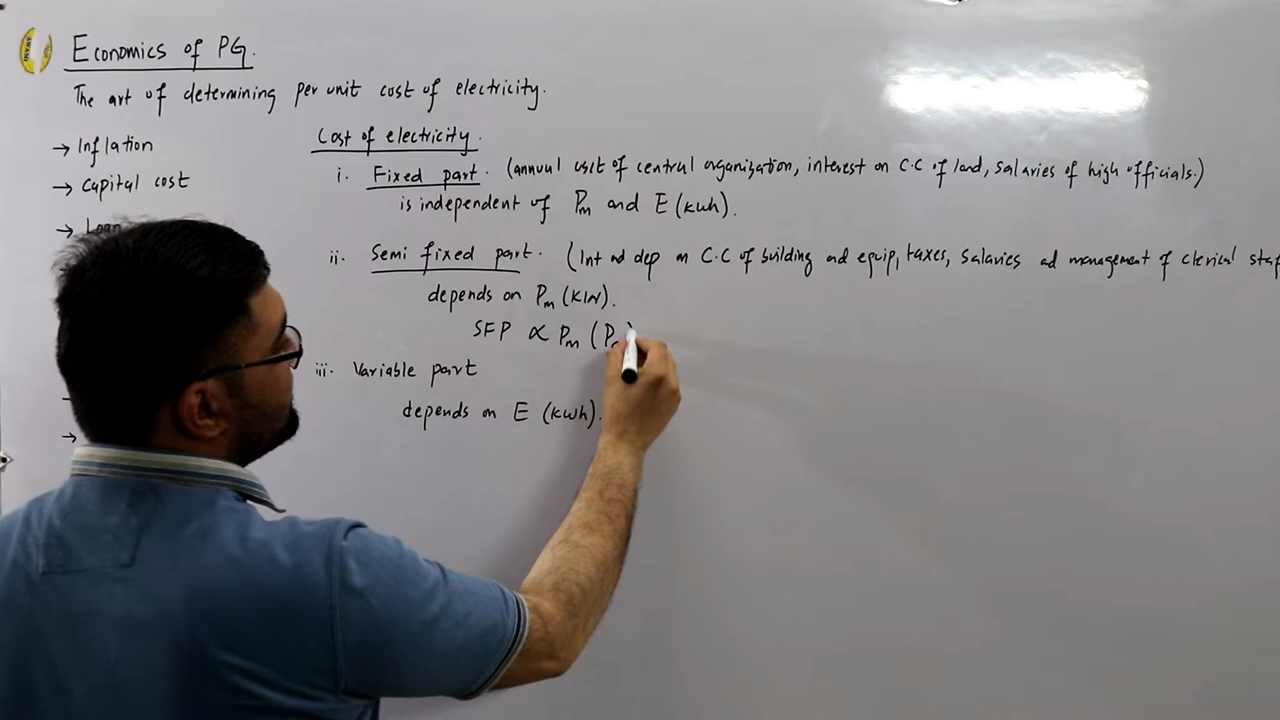 Economics of PG.
The art of determining per unit cost of electricity.
→ Inflation
→ Capital cost
→ Loan
Cost of electricity.
i. Fixed part. (annual cost of central organization, interest on C.C of land, salaries of high officials.)
is independent of Pm and E (kwh).
ii. Semi fixed part. (Int ad dep on C.C of building ad equip, taxes, salaries ad management of clerical staf
depends on Pm (KW).
SFP ∝ Pm (P
iii. Variable part
depends on E (kwh).